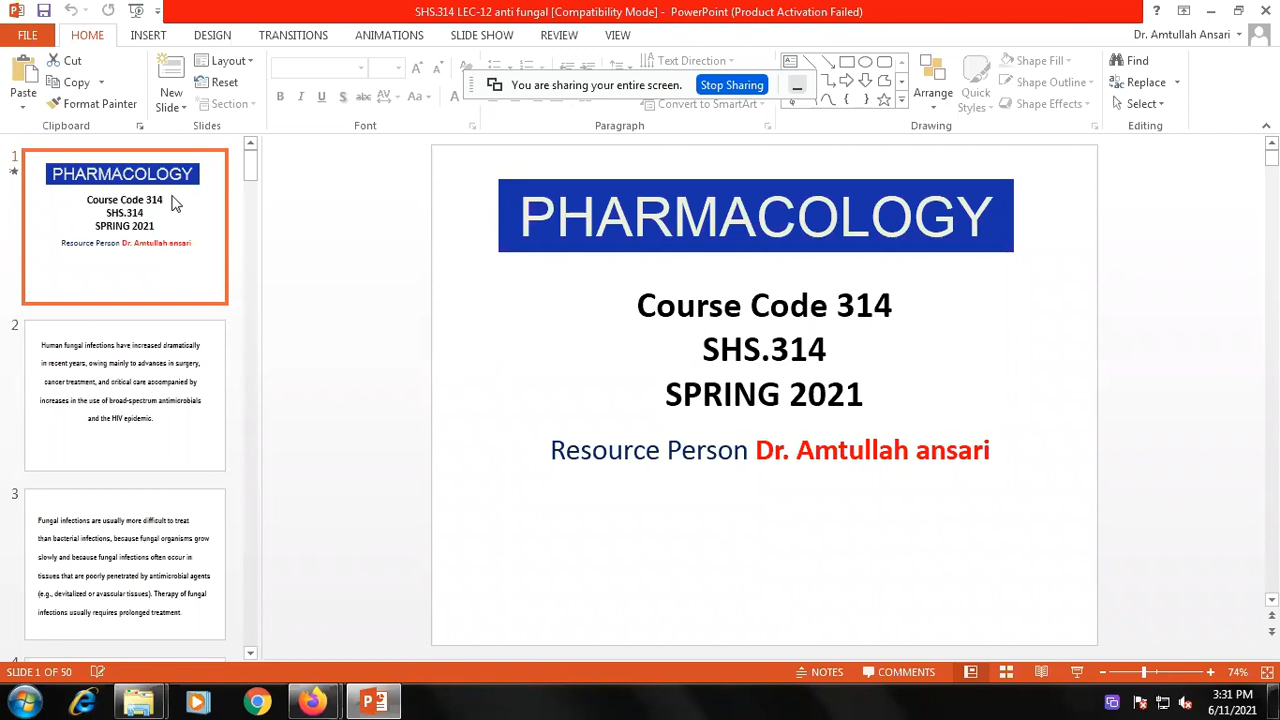 SHS.314 LEC-12 anti fungal [Compatibility Mode] - PowerPoint (Product Activation Failed)
FILE HOME INSERT DESIGN TRANSITIONS ANIMATIONS SLIDE SHOW REVIEW VIEW Dr. Amtullah Ansari
Paste
Cut
Copy
Format Painter
Clipboard
New
Slide
Layout
Reset
Section
Slides
Font
Text Direction
Convert to SmartArt
Paragraph
You are sharing your entire screen. Stop Sharing
Arrange
Quick
Styles
Shape Fill
Shape Outline
Shape Effects
Drawing
Find
Replace
Select
Editing
1
PHARMACOLOGY
Course Code 314
SHS.314
SPRING 2021
Resource Person Dr. Amtullah ansari
2
Human fungal infections have increased dramatically
in recent years, owing mainly to advances in surgery,
cancer treatment, and critical care accompanied by
increases in the use of broad-spectrum antimicrobials
and the HIV epidemic.
3
Fungal infections are usually more difficult to treat
than bacterial infections, because fungal organisms grow
slowly and because fungal infections often occur in
tissues that are poorly penetrated by antimicrobial agents
(e.g., devitalized or avascular tissues). Therapy of fungal
infections usually requires prolonged treatment.
PHARMACOLOGY
Course Code 314
SHS.314
SPRING 2021
Resource Person Dr. Amtullah ansari
SLIDE 1 OF 50 NOTES COMMENTS 74%
3:31 PM
6/11/2021